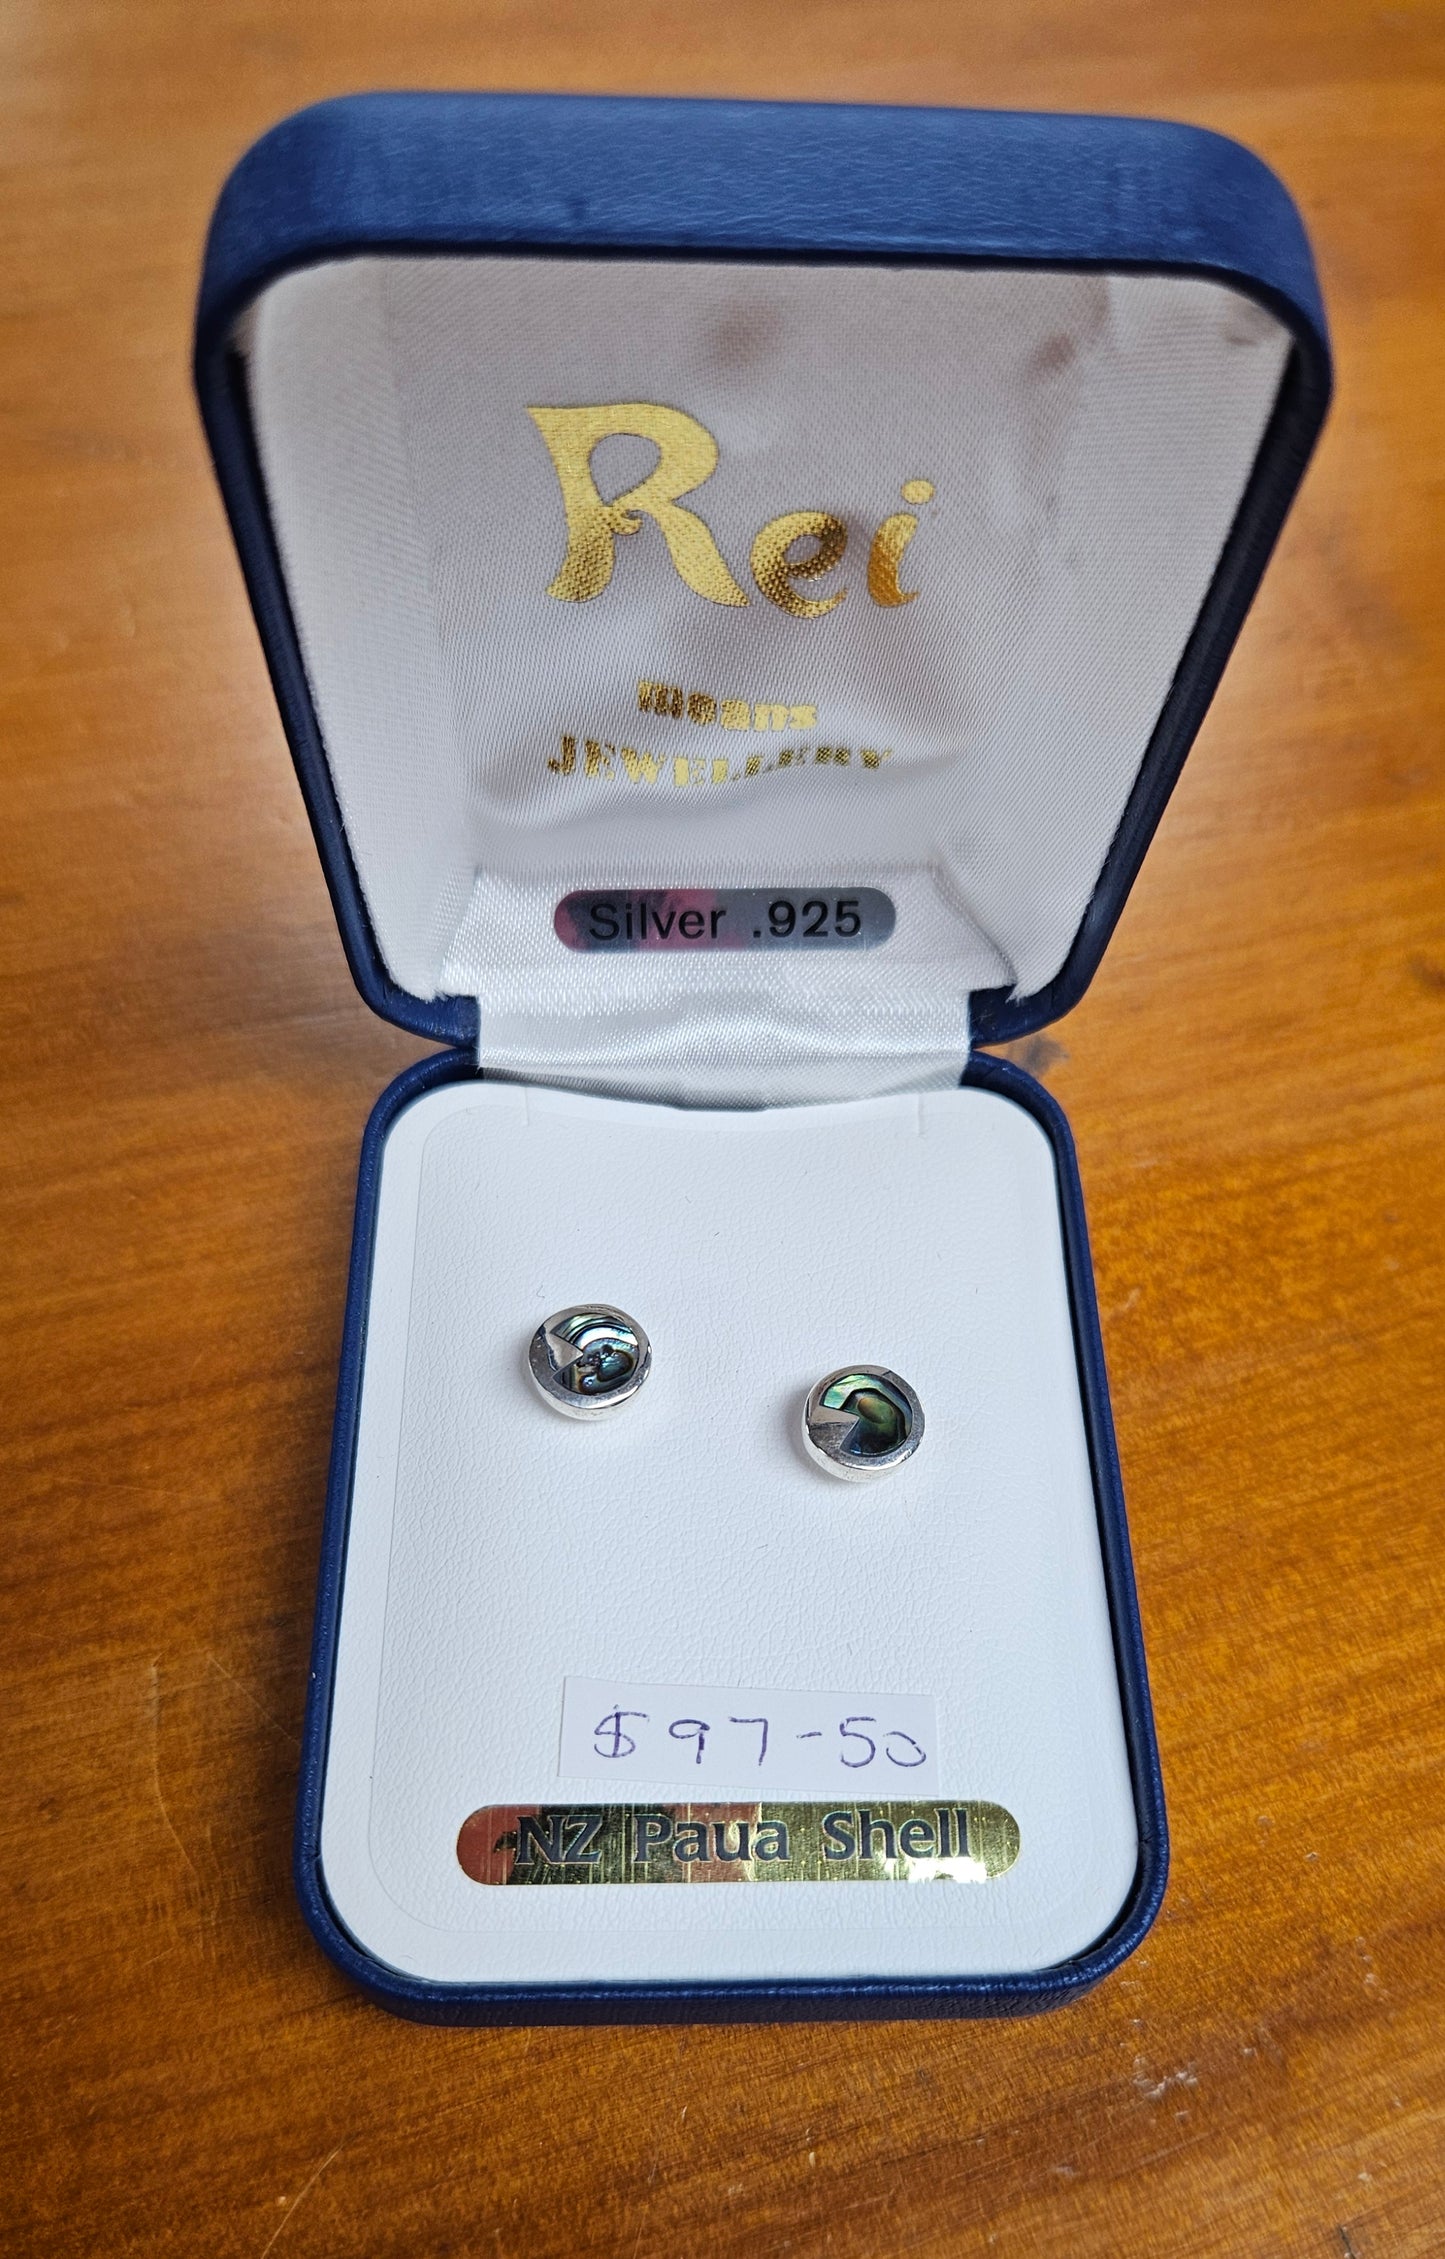 Rei
means
JEWELLERY
Silver .925
$97-50
NZ Paua Shell